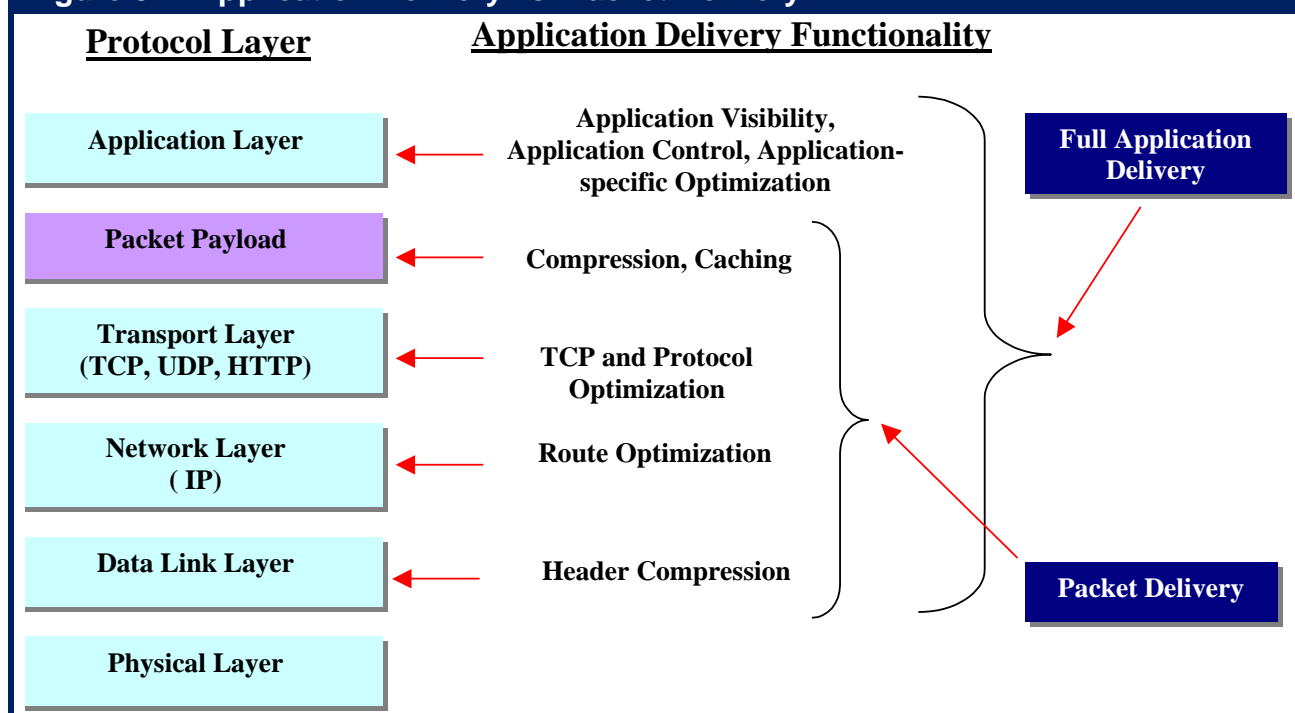 Protocol Layer
Application Delivery Functionality
Application Layer
Application Visibility,
Application Control, Application-
specific Optimization
Full Application
Delivery
Packet Payload
Compression, Caching
Transport Layer
(TCP, UDP, HTTP)
TCP and Protocol
Optimization
Network Layer
( IP)
Route Optimization
Data Link Layer
Header Compression
Packet Delivery
Physical Layer